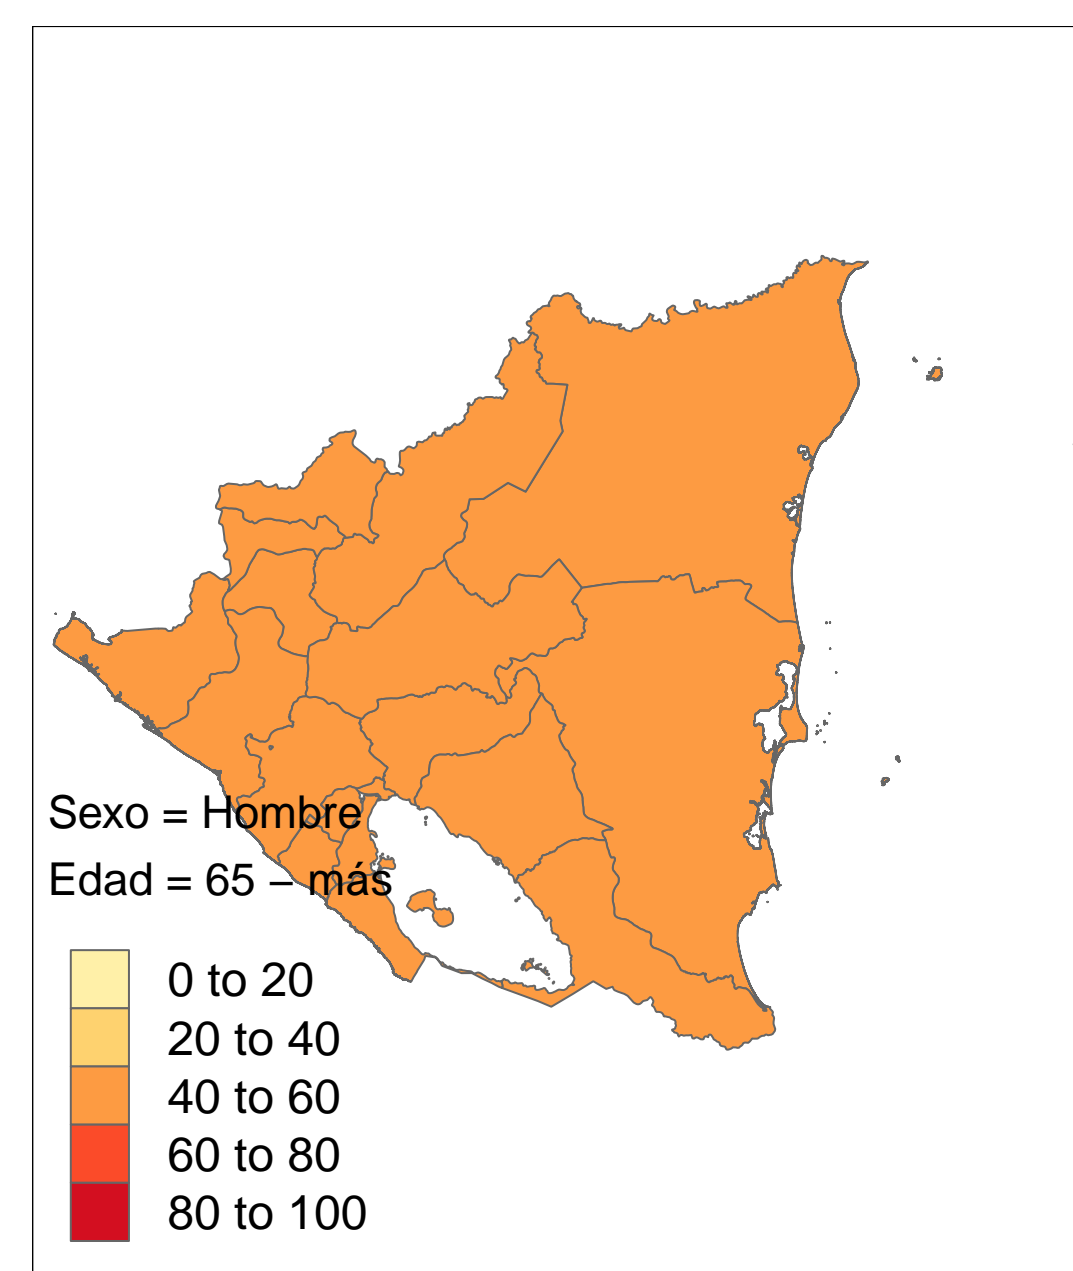 Sexo = Hombre
Edad = 65 – más
0 to 20
20 to 40
40 to 60
60 to 80
80 to 100